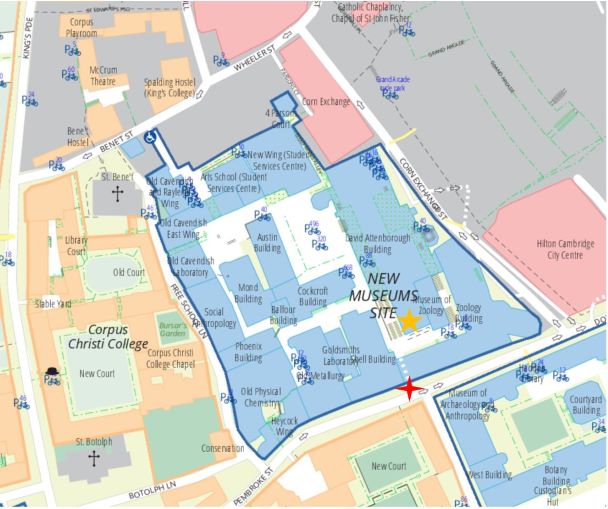 ST. EDWARDS PSG
Corpus
Playroom
Catholic Chaplaincy,
Chapel of St John Fisher
KING'S PDE
McCrum
Theatre
WHEELER ST
GRAND ARCADE
GRAND ARCADE
Spalding Hostel
(King's College)
Grand Arcade
cycle park
4 Parsons
Court
Corn Exchange
Bene't
Hostel
BENET ST
New Wing (Student
Services Centre)
St. Bene't
Arts School (Student
Services Centre)
Old Cavendish
and Rayleigh
Wing
CORN EXCHANGE ST
Old Cavendish
East Wing
Library
Court
Austin
Building
David Attenborough
Building
Hilton Cambridge
City Centre
Old Court
Old Cavendish
Laboratory
Mond
Building
Cockcroft
Building
NEW
MUSEUMS
SITE
Museum of
Zoology
Zoology
Building
Stable Yard
FREE SCHOOL LN
Social
Anthropology
Balfour
Building
Corpus
Christi College
Bursar's
Garden
Phoenix
Building
Goldsmiths
Laboratory
Shell Building
Corpus Christi
College Chapel
New Court
Old Metallurgy
Old Physical
Chemistry
Museum of
Archaeology and
Anthropology
Courtyard
Building
Heycock
Wing
St. Botolph
Conservation
New Court
West Building
Botany
Building
Custodian's
Hut
BOTOLPH LN
PEMBROKE ST